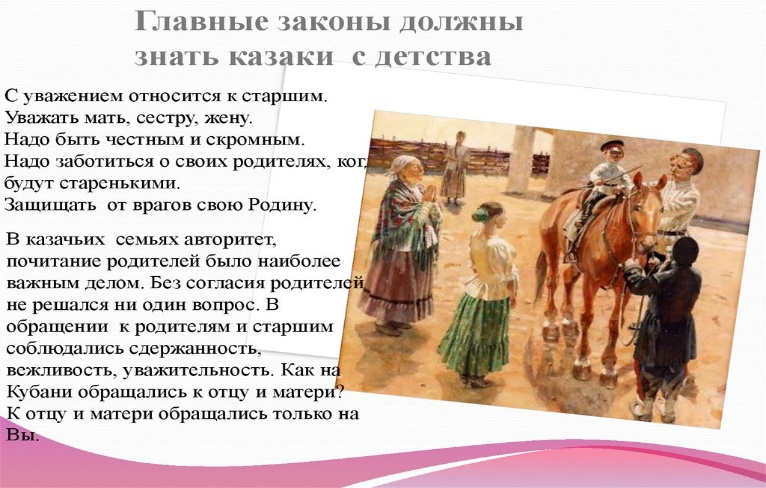 Главные законы должны
знать казаки с детства
С уважением относится к старшим.
Уважать мать, сестру, жену.
Надо быть честным и скромным.
Надо заботиться о своих родителях, ког
будут старенькими.
Защищать от врагов свою Родину.
В казачьих семьях авторитет,
почитание родителей было наиболее
важным делом. Без согласия родителей
не решался ни один вопрос. В
обращении к родителям и старшим
соблюдались сдержанность,
вежливость, уважительность. Как на
Кубани обращались к отцу и матери?
К отцу и матери обращались только на
Вы.